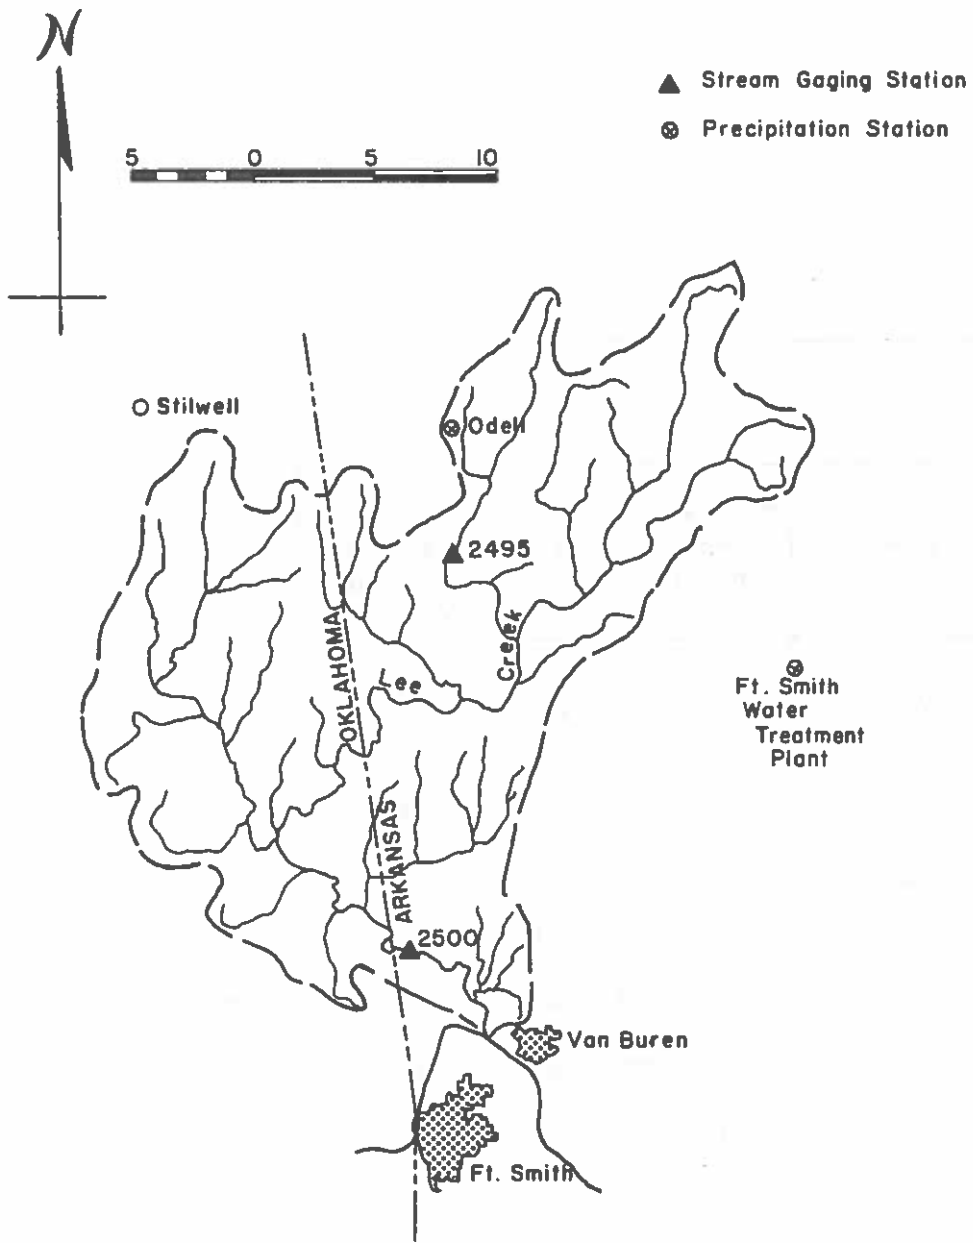 N
Stream Gaging Station
Precipitation Station
5 0 5 10
Stilwell
Odell
2495
OKLAHOMA
Creek
Lee
Ft. Smith
Water
Treatment
Plant
ARKANSAS
2500
Van Buren
Ft. Smith